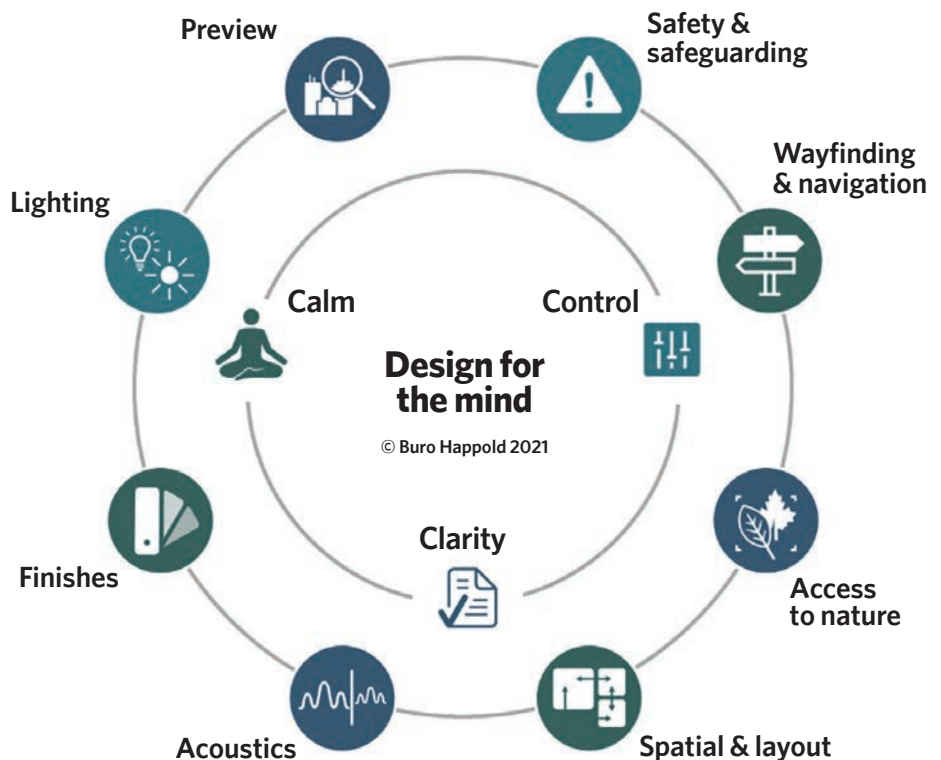 Preview
Safety &
safeguarding
Wayfinding
& navigation
Lighting
Calm
Control
Design for
the mind
© Buro Happold 2021
Clarity
Finishes
Access
to nature
Acoustics
Spatial & layout